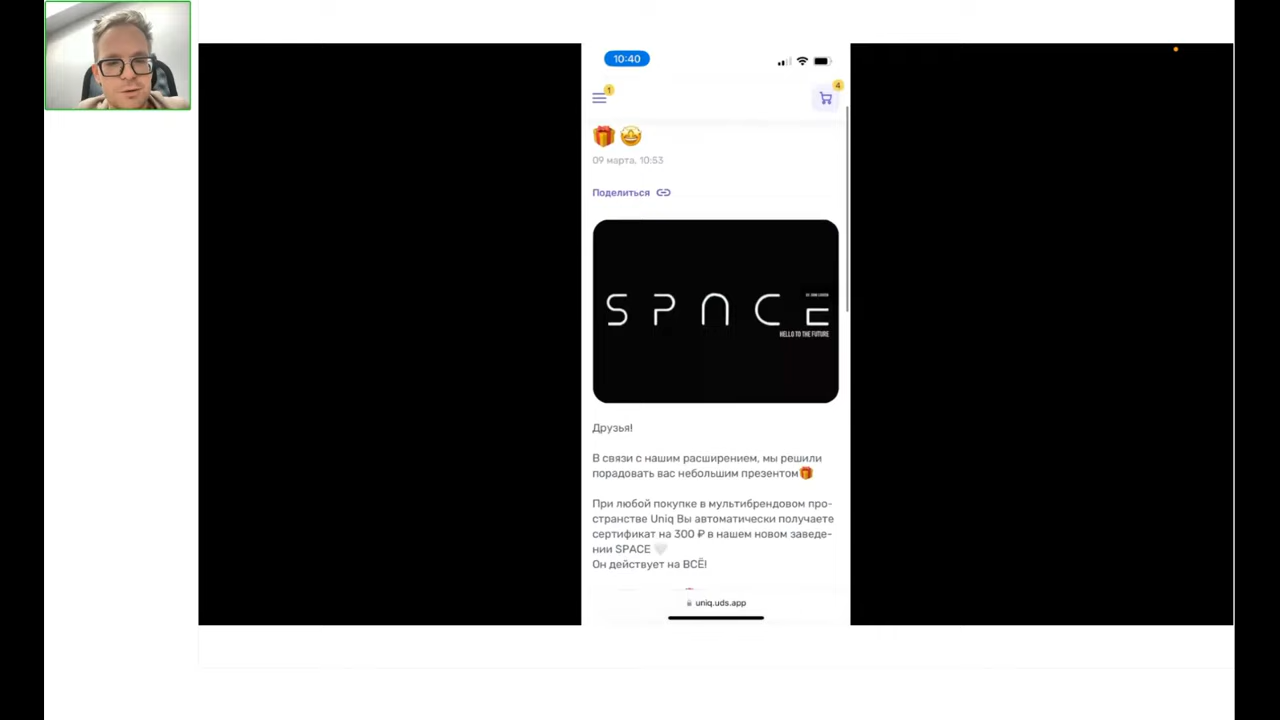 10:40
1
4
09 марта, 10:53
Поделиться
SPACE
HELLO TO THE FUTURE
Друзья!
В связи с нашим расширением, мы решили
порадовать вас небольшим презентом
При любой покупке в мультибрендовом про-
странстве Uniq Вы автоматически получаете
сертификат на 300 ₽ в нашем новом заведе-
нии SPACE
Он действует на ВСЁ!
uniq.uds.app